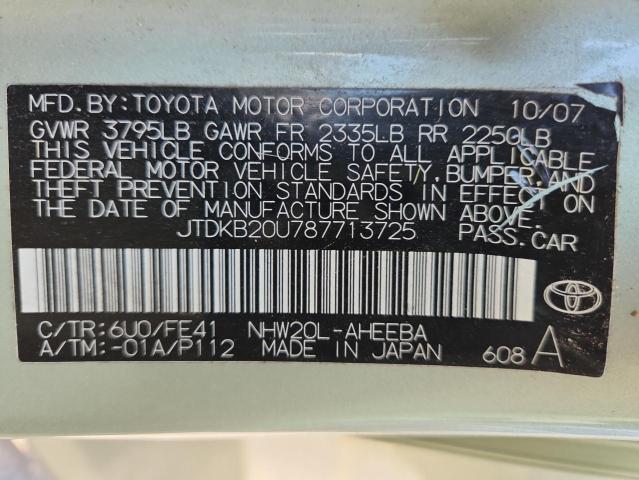 MFD.BY:TOYOTA MOTOR CORPORATION 10/07
GVWR 3795LB GAWR FR 2335LB RR 2250LB
THIS VEHICLE CONFORMS TO ALL APPLICABLE
FEDERAL MOTOR VEHICLE SAFETY,BUMPER,AND
THEFT PREVENTION STANDARDS IN EFFECT ON
THE DATE OF MANUFACTURE SHOWN ABOVE.
JTDKB20U787713725 PASS.CAR
C/TR:6U0/FE41 NHW20L-AHEEBA
A/TM:-01A/P112 MADE IN JAPAN 608 A